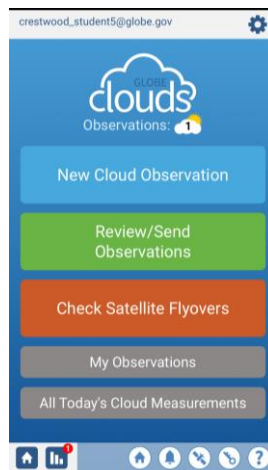 crestwood_student5@globe.gov
GLOBE
clouds
Observations: 1
New Cloud Observation
Review/Send
Observations
Check Satellite Flyovers
My Observations
All Today's Cloud Measurements
?